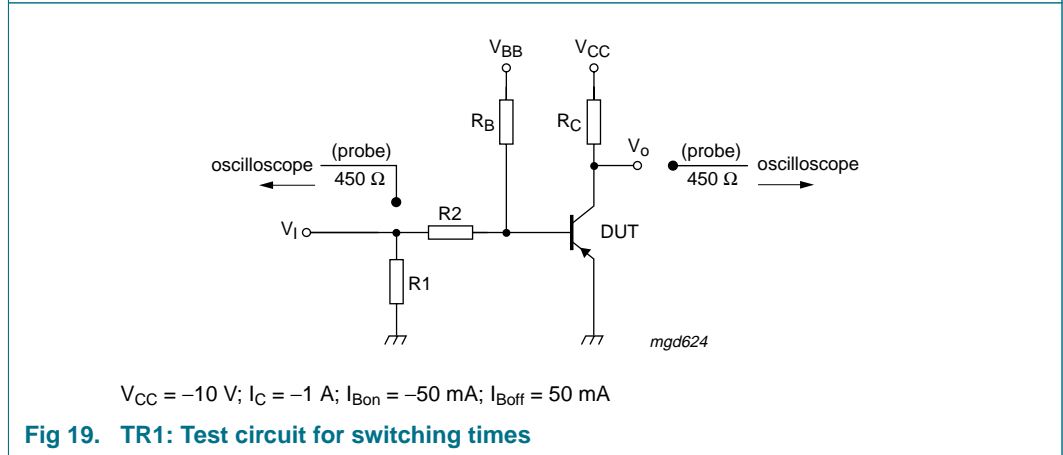 VBB VCC
RB RC
Vo
oscilloscope (probe) 450 Ω
(probe) 450 Ω oscilloscope
R2
VI
DUT
R1
mgd624
VCC = −10 V; IC = −1 A; IBon = −50 mA; IBoff = 50 mA
Fig 19. TR1: Test circuit for switching times